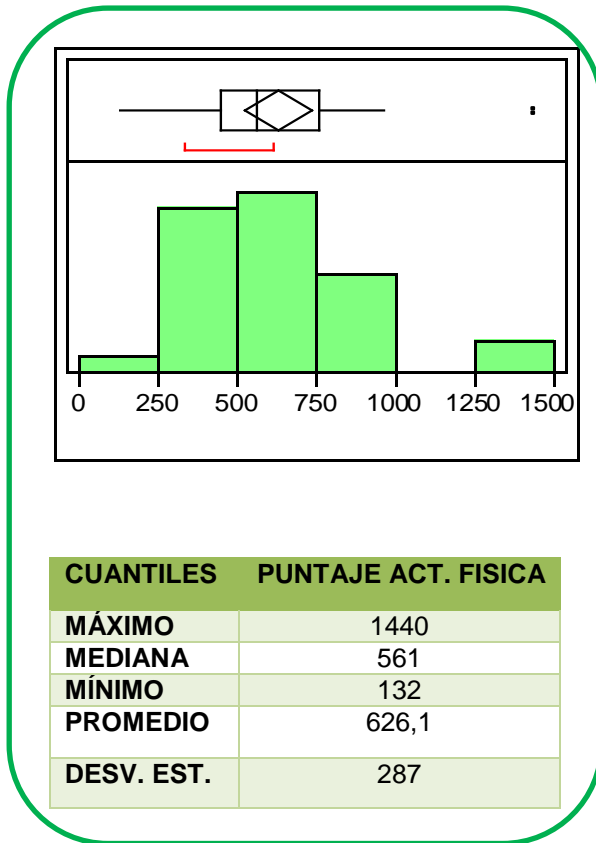 0 250 500 750 1000 1250 1500
CUANTILES PUNTAJE ACT. FISICA
MÁXIMO 1440
MEDIANA 561
MÍNIMO 132
PROMEDIO 626,1
DESV. EST. 287